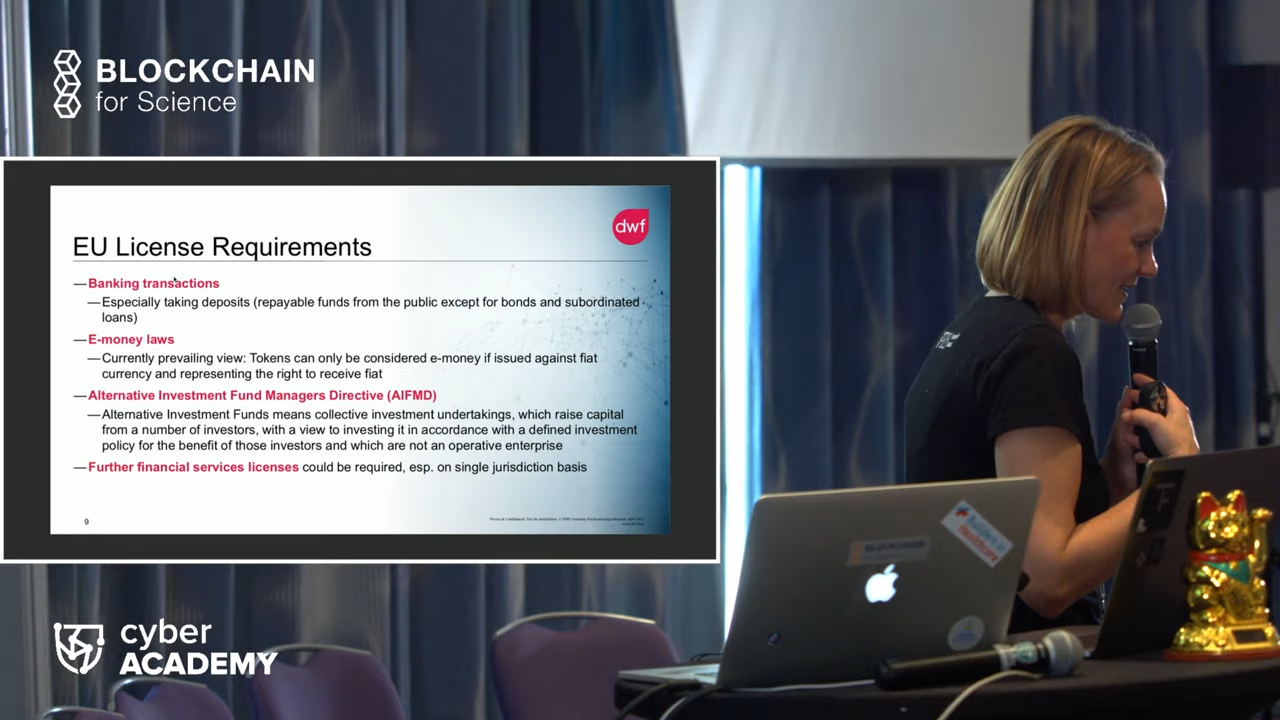 BLOCKCHAIN
for Science
dwf
EU License Requirements
—Banking transactions
—Especially taking deposits (repayable funds from the public except for bonds and subordinated
loans)
—E-money laws
—Currently prevailing view: Tokens can only be considered e-money if issued against fiat
currency and representing the right to receive fiat
—Alternative Investment Fund Managers Directive (AIFMD)
—Alternative Investment Funds means collective investment undertakings, which raise capital
from a number of investors, with a view to investing it in accordance with a defined investment
policy for the benefit of those investors and which are not an operative enterprise
—Further financial services licenses could be required, esp. on single jurisdiction basis
9
BLOCKCHAIN
cyber
ACADEMY